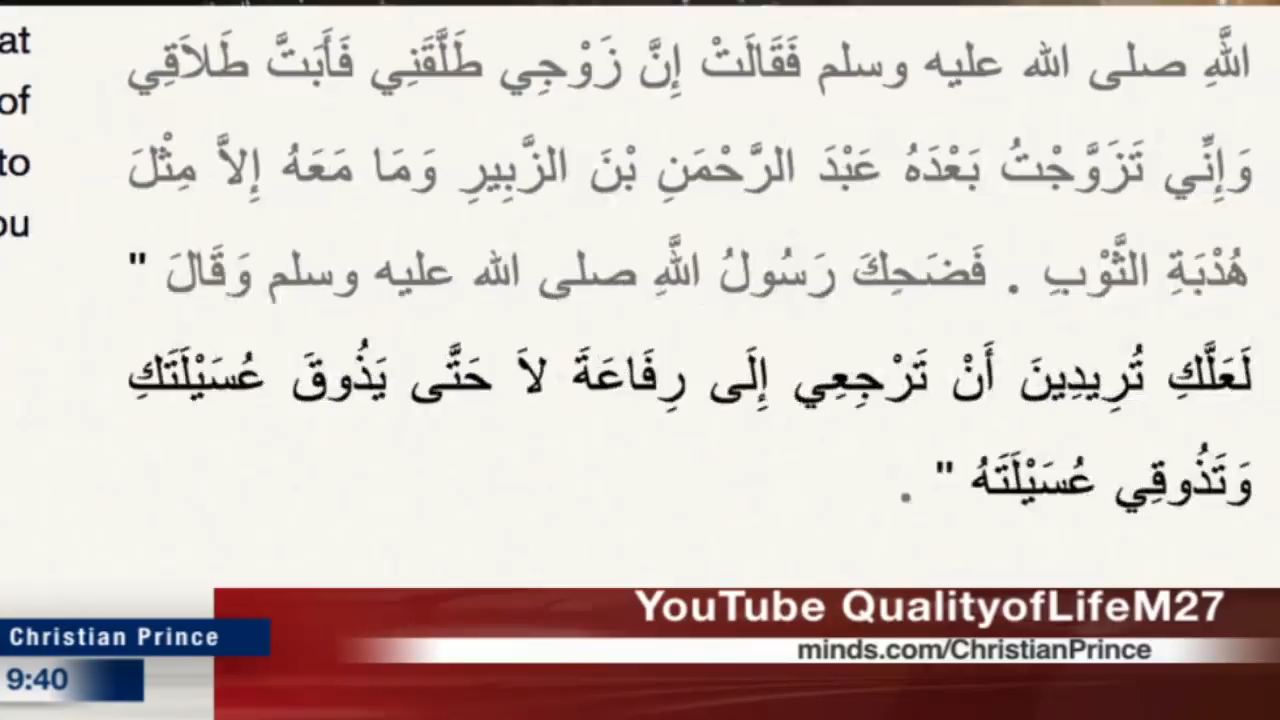 at
of
to
ou
اللَّهِ صلى الله عليه وسلم فَقَالَتْ إِنَّ زَوْجِي طَلَّقَنِي فَأَبَتَّ طَلاَقِي
وَإِنِّي تَزَوَّجْتُ بَعْدَهُ عَبْدَ الرَّحْمَنِ بْنَ الزَّبِيرِ وَمَا مَعَهُ إِلاَّ مِثْلَ
هُدْبَةِ الثَّوْبِ . فَضَحِكَ رَسُولُ اللَّهِ صلى الله عليه وسلم وَقَالَ "
لَعَلَّكِ تُرِيدِينَ أَنْ تَرْجِعِي إِلَى رِفَاعَةَ لاَ حَتَّى يَذُوقَ عُسَيْلَتَكِ
وَتَذُوقِي عُسَيْلَتَهُ " .
YouTube QualityofLifeM27
Christian Prince
minds.com/ChristianPrince
9:40